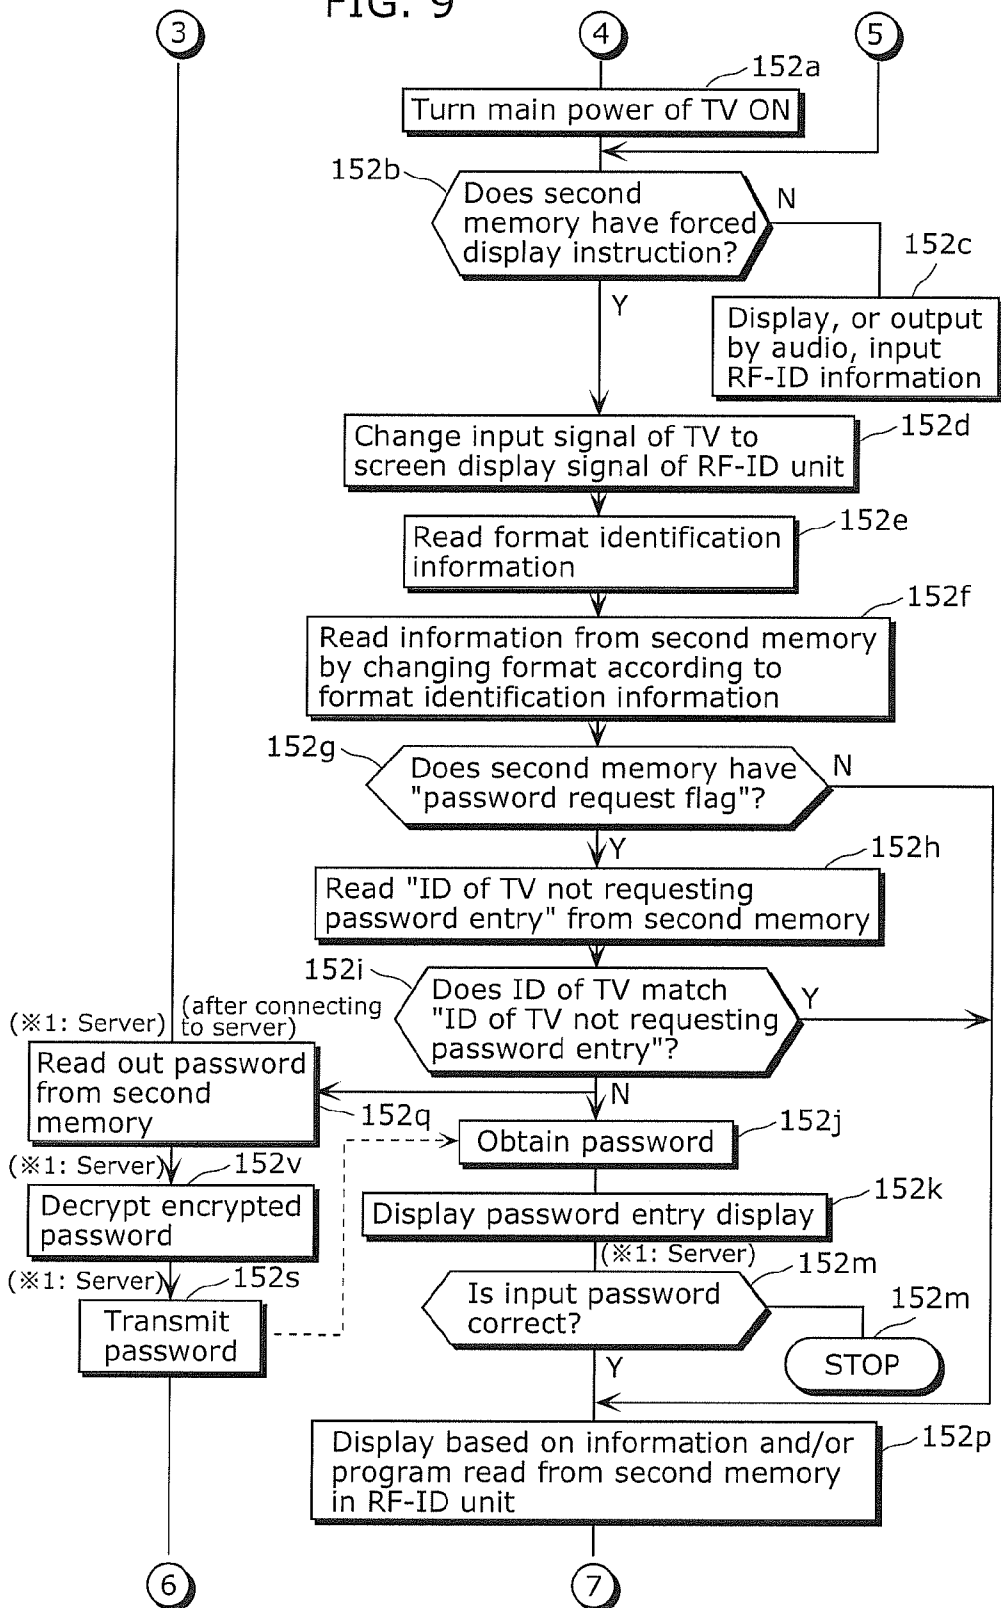 FIG. 9
3
4
5
152a
Turn main power of TV ON
152b
Does second
memory have forced
display instruction?
N
Y
152c
Display, or output
by audio, input
RF-ID information
152d
Change input signal of TV to
screen display signal of RF-ID unit
152e
Read format identification
information
152f
Read information from second memory
by changing format according to
format identification information
152g
Does second memory have
"password request flag"?
N
Y
152h
Read "ID of TV not requesting
password entry" from second memory
152i
Does ID of TV match
"ID of TV not requesting
password entry"?
Y
N
(※1: Server)
(after connecting
to server)
Read out password
from second
memory
152q
152j
Obtain password
(※1: Server)
152v
Decrypt encrypted
password
152k
Display password entry display
(※1: Server)
152m
Is input password
correct?
152m
STOP
Y
(※1: Server)
152s
Transmit
password
152p
Display based on information and/or
program read from second memory
in RF-ID unit
6
7